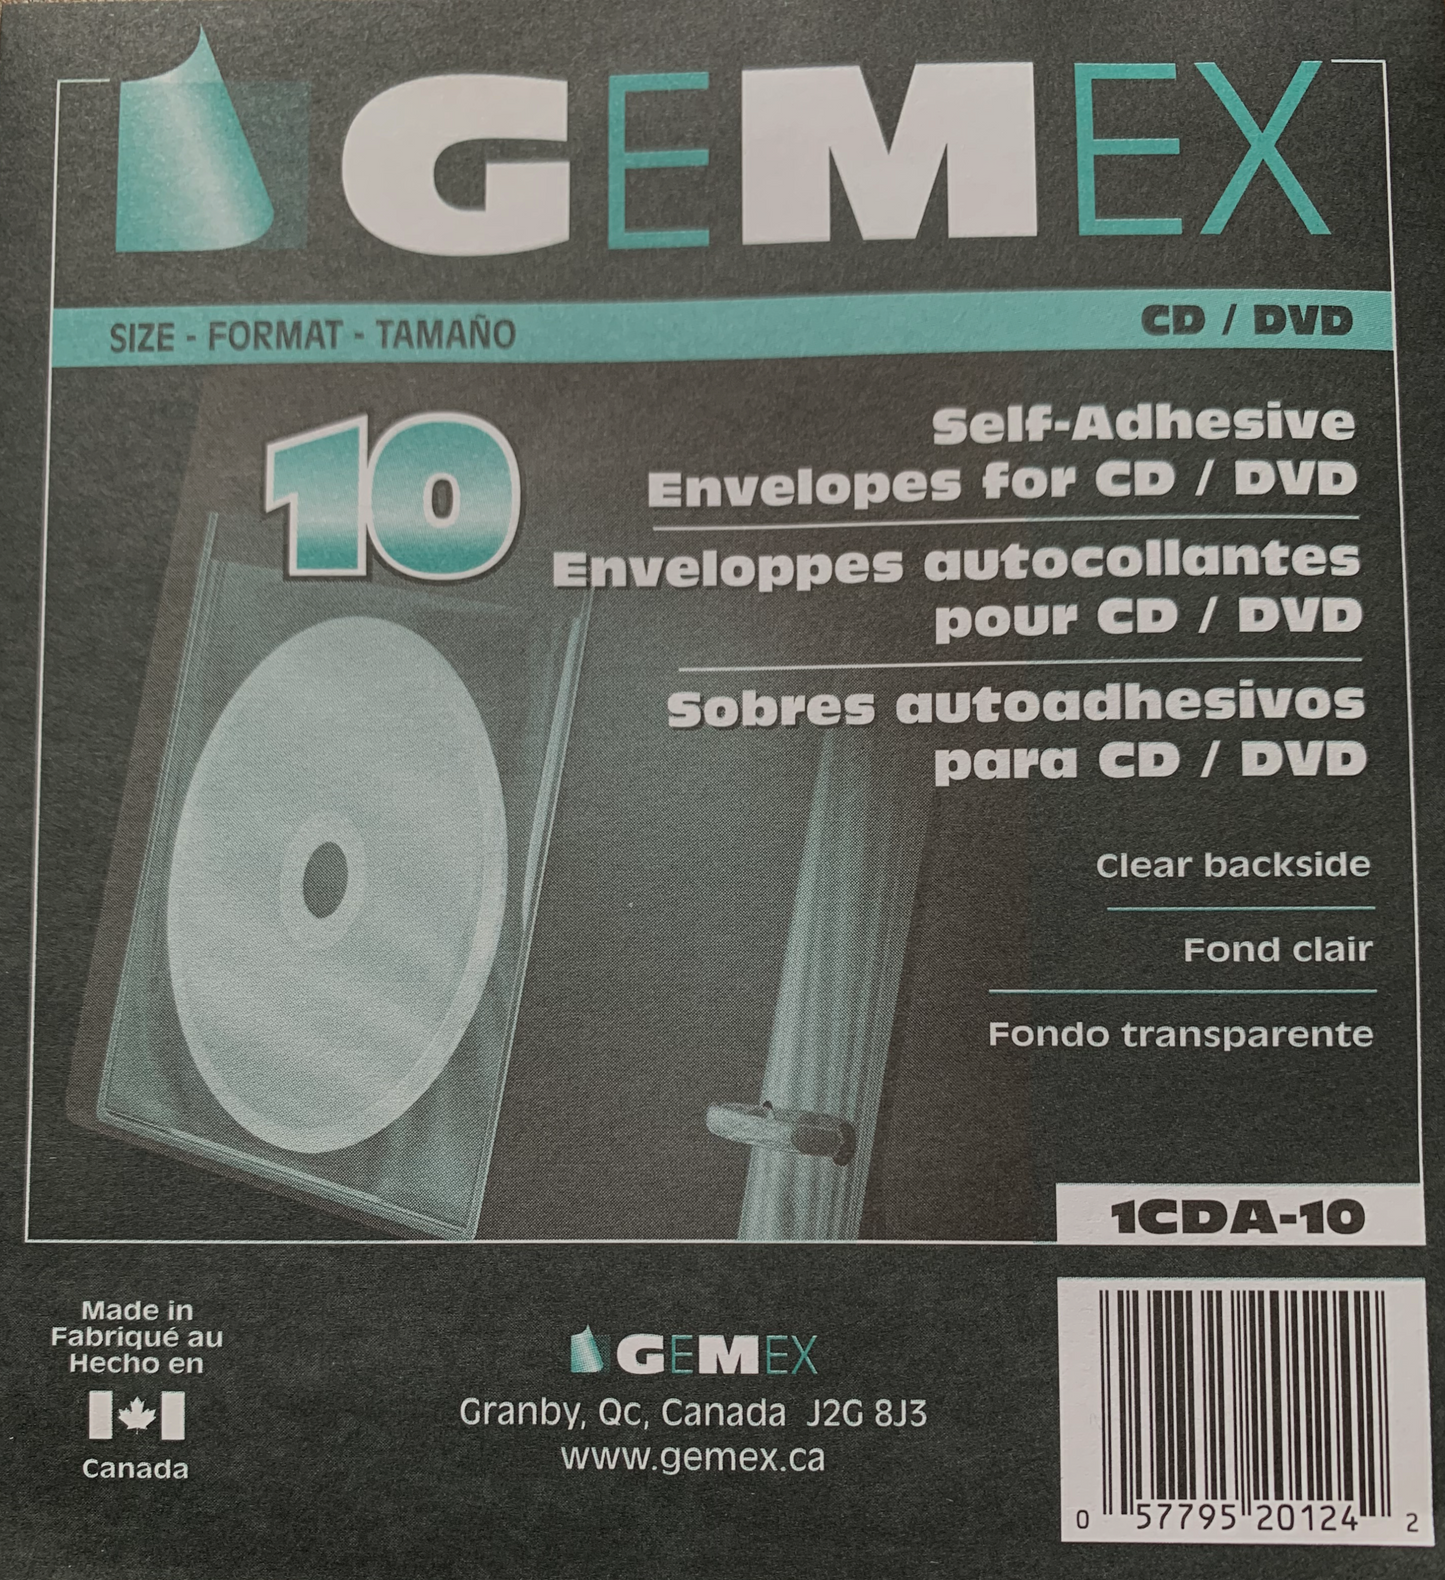 GEMEX
SIZE - FORMAT - TAMAÑO
CD / DVD
10
Self-Adhesive
Envelopes for CD / DVD
Enveloppes autocollantes
pour CD / DVD
Sobres autoadhesivos
para CD / DVD
Clear backside
Fond clair
Fondo transparente
1CDA-10
Made in
Fabriqué au
Hecho en
Canada
GEMEX
Granby, Qc, Canada J2G 8J3
www.gemex.ca
0 57795 20124 2